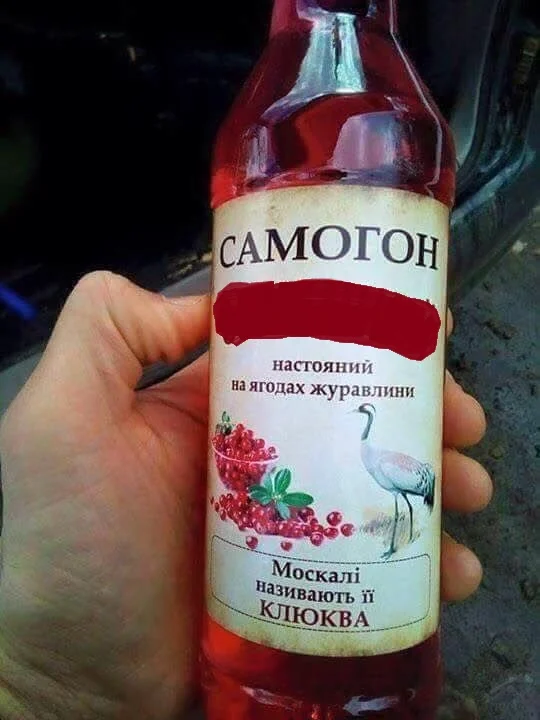 САМОГОН
настояний
на ягодах журавлини
Москалі
називають її
КЛЮКВА